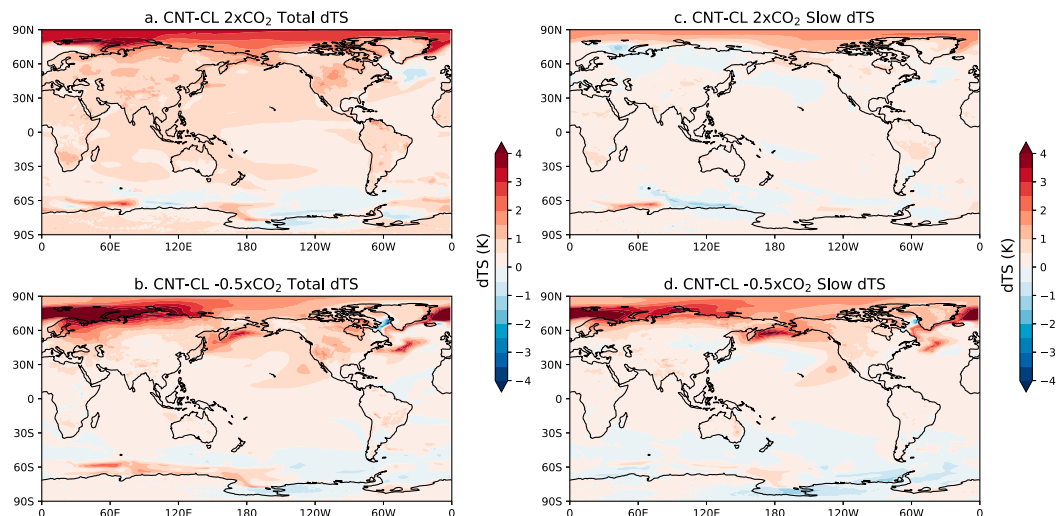 a. CNT-CL 2xCO₂ Total dTS
90N
60N
30N
0
30S
60S
90S
0 60E 120E 180 120W 60W 0
b. CNT-CL -0.5xCO₂ Total dTS
90N
60N
30N
0
30S
60S
90S
0 60E 120E 180 120W 60W 0
4
3
2
1
0
−1
−2
−3
−4
dTS (K)
c. CNT-CL 2xCO₂ Slow dTS
90N
60N
30N
0
30S
60S
90S
0 60E 120E 180 120W 60W 0
d. CNT-CL -0.5xCO₂ Slow dTS
90N
60N
30N
0
30S
60S
90S
0 60E 120E 180 120W 60W 0
4
3
2
1
0
−1
−2
−3
−4
dTS (K)